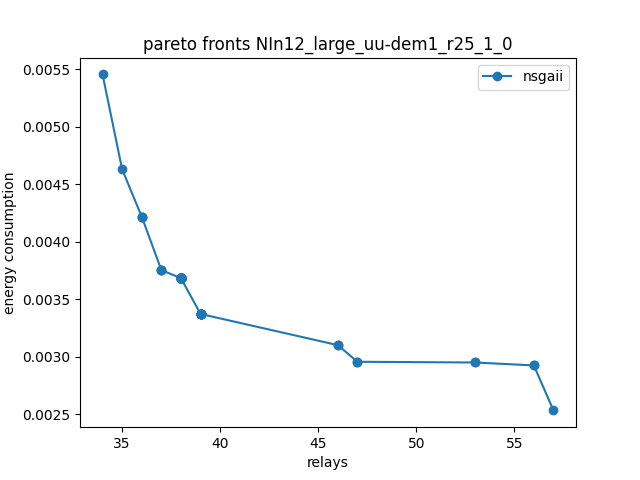 pareto fronts NIn12_large_uu-dem1_r25_1_0
nsgaii
0.0055
0.0050
0.0045
0.0040
0.0035
0.0030
0.0025
energy consumption
35 40 45 50 55
relays